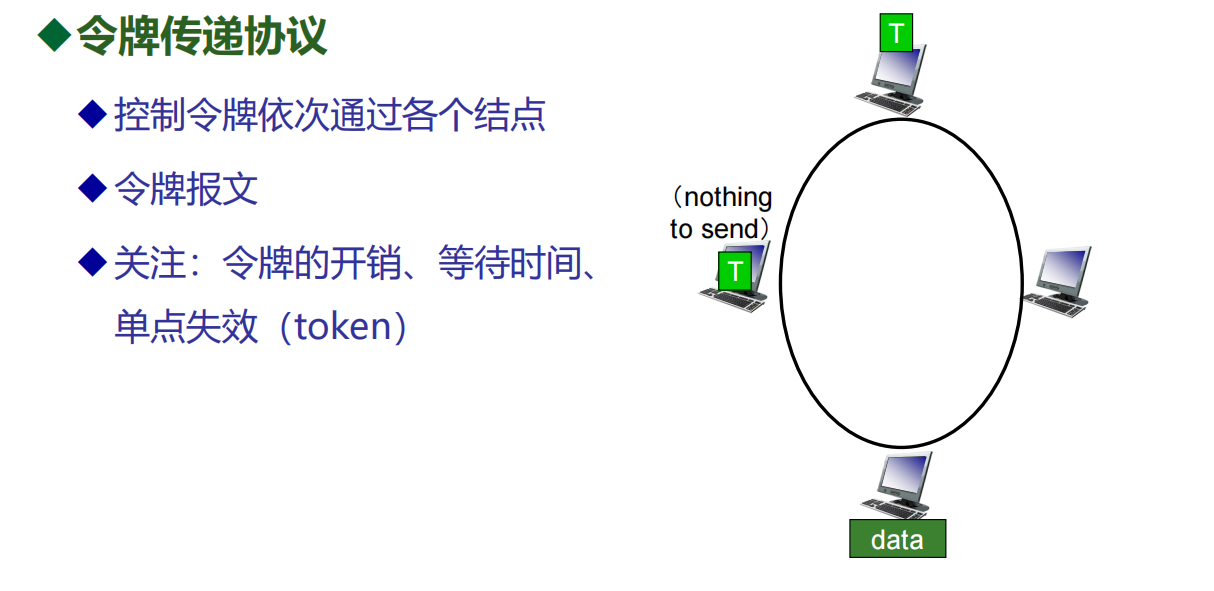 令牌传递协议
控制令牌依次通过各个结点
令牌报文
关注：令牌的开销、等待时间、
单点失效（token）
T
（nothing
to send）
T
data